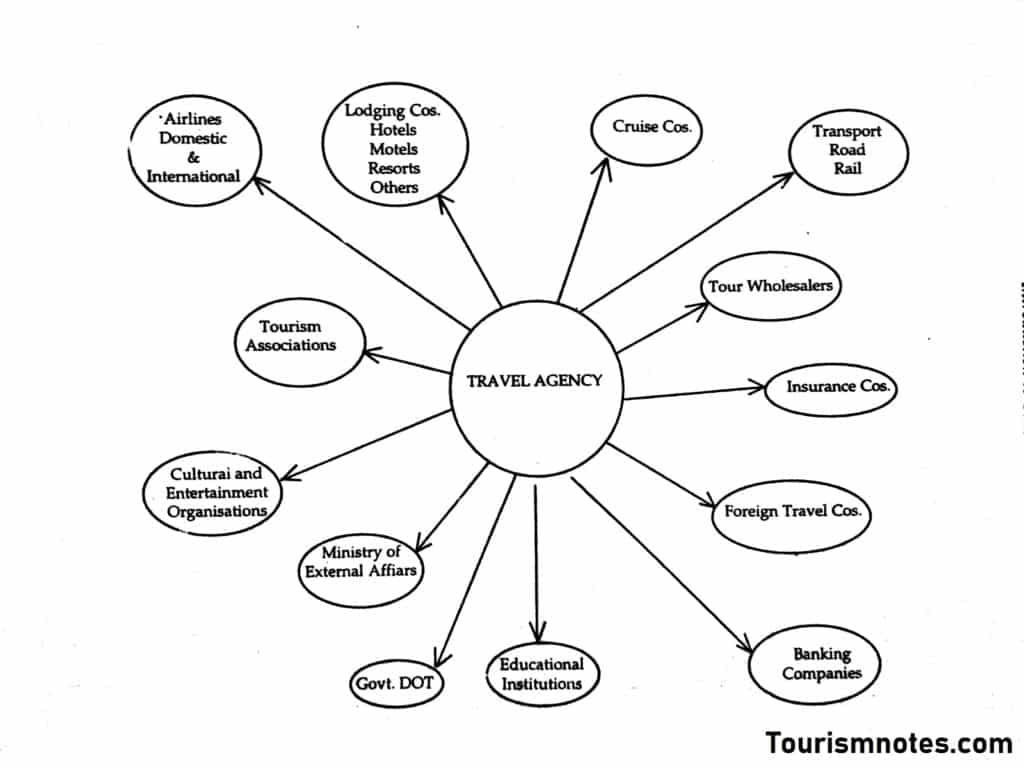 Airlines
Domestic
&
International
Lodging Cos.
Hotels
Motels
Resorts
Others
Cruise Cos.
Transport
Road
Rail
Tour Wholesalers
Tourism
Associations
TRAVEL AGENCY
Insurance Cos.
Culturai and
Entertainment
Organisations
Foreign Travel Cos.
Ministry of
External Affiars
Govt. DOT
Educational
Institutions
Banking
Companies
Tourismnotes.com